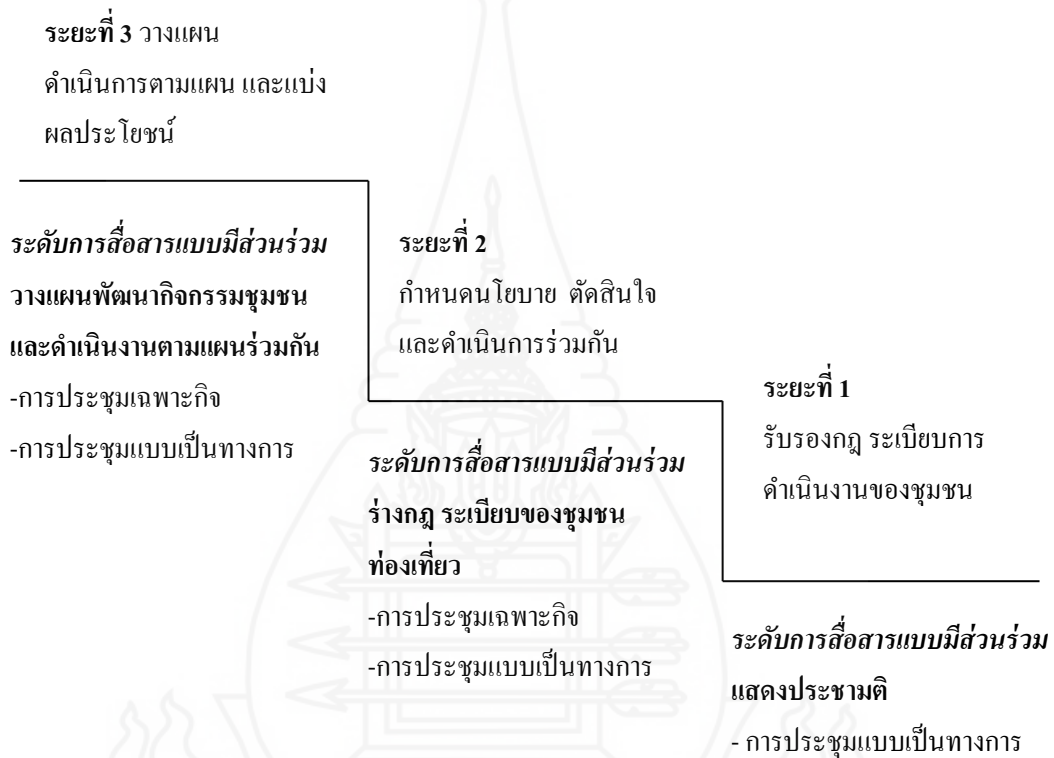 ระยะที่ 3 วางแผน
ดำเนินการตามแผน และแบ่ง
ผลประโยชน์
ระดับการสื่อสารแบบมีส่วนร่วม
วางแผนพัฒนากิจกรรมชุมชน
และดำเนินงานตามแผนร่วมกัน
-การประชุมเฉพาะกิจ
-การประชุมแบบเป็นทางการ
ระยะที่ 2
กำหนดนโยบาย ตัดสินใจ
และดำเนินการร่วมกัน
ระดับการสื่อสารแบบมีส่วนร่วม
ร่างกฎ ระเบียบของชุมชน
ท่องเที่ยว
-การประชุมเฉพาะกิจ
-การประชุมแบบเป็นทางการ
ระยะที่ 1
รับรองกฎ ระเบียบการ
ดำเนินงานของชุมชน
ระดับการสื่อสารแบบมีส่วนร่วม
แสดงประชามติ
- การประชุมแบบเป็นทางการ